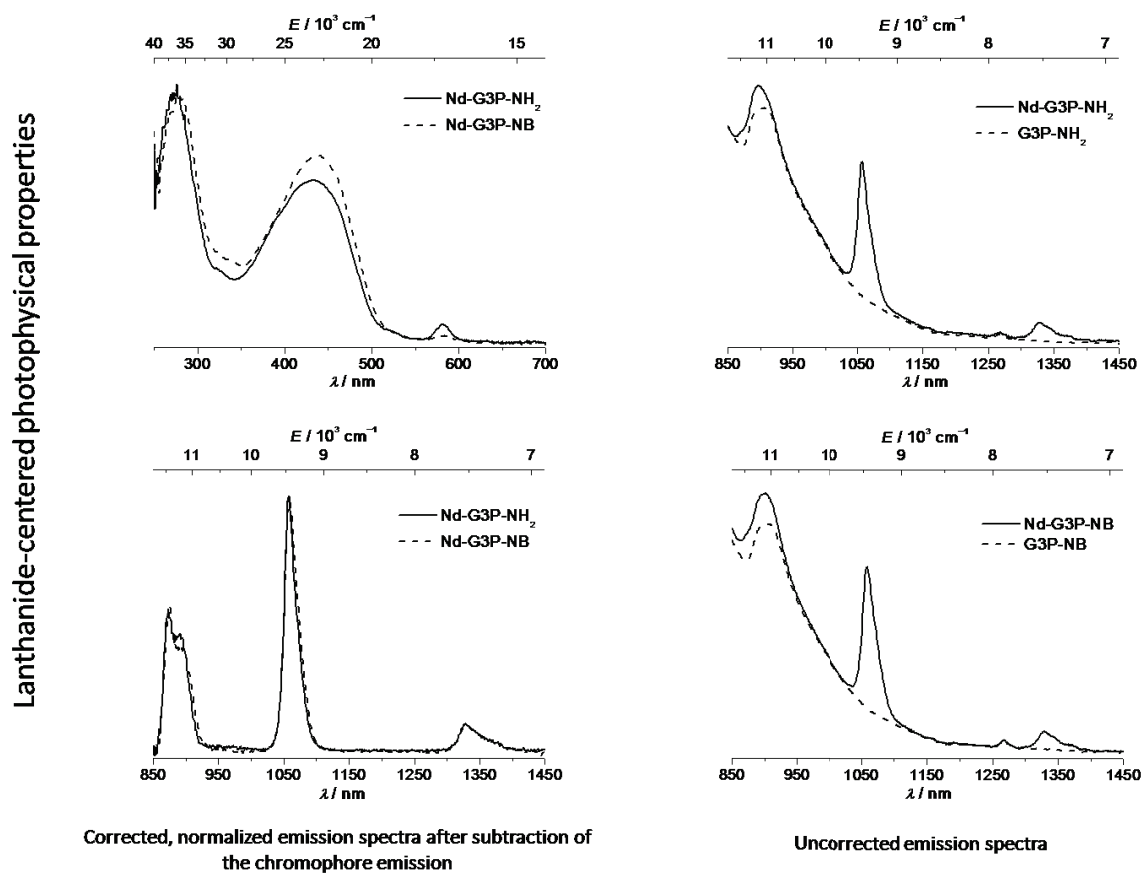 Lanthanide-centered photophysical properties
E / 10³ cm⁻¹
40 35 30 25 20 15
Nd-G3P-NH₂
Nd-G3P-NB
300 400 500 600 700
λ / nm
E / 10³ cm⁻¹
11 10 9 8 7
Nd-G3P-NH₂
G3P-NH₂
850 950 1050 1150 1250 1350 1450
λ / nm
E / 10³ cm⁻¹
11 10 9 8 7
Nd-G3P-NH₂
Nd-G3P-NB
850 950 1050 1150 1250 1350 1450
λ / nm
E / 10³ cm⁻¹
11 10 9 8 7
Nd-G3P-NB
G3P-NB
850 950 1050 1150 1250 1350 1450
λ / nm
Corrected, normalized emission spectra after subtraction of
the chromophore emission
Uncorrected emission spectra